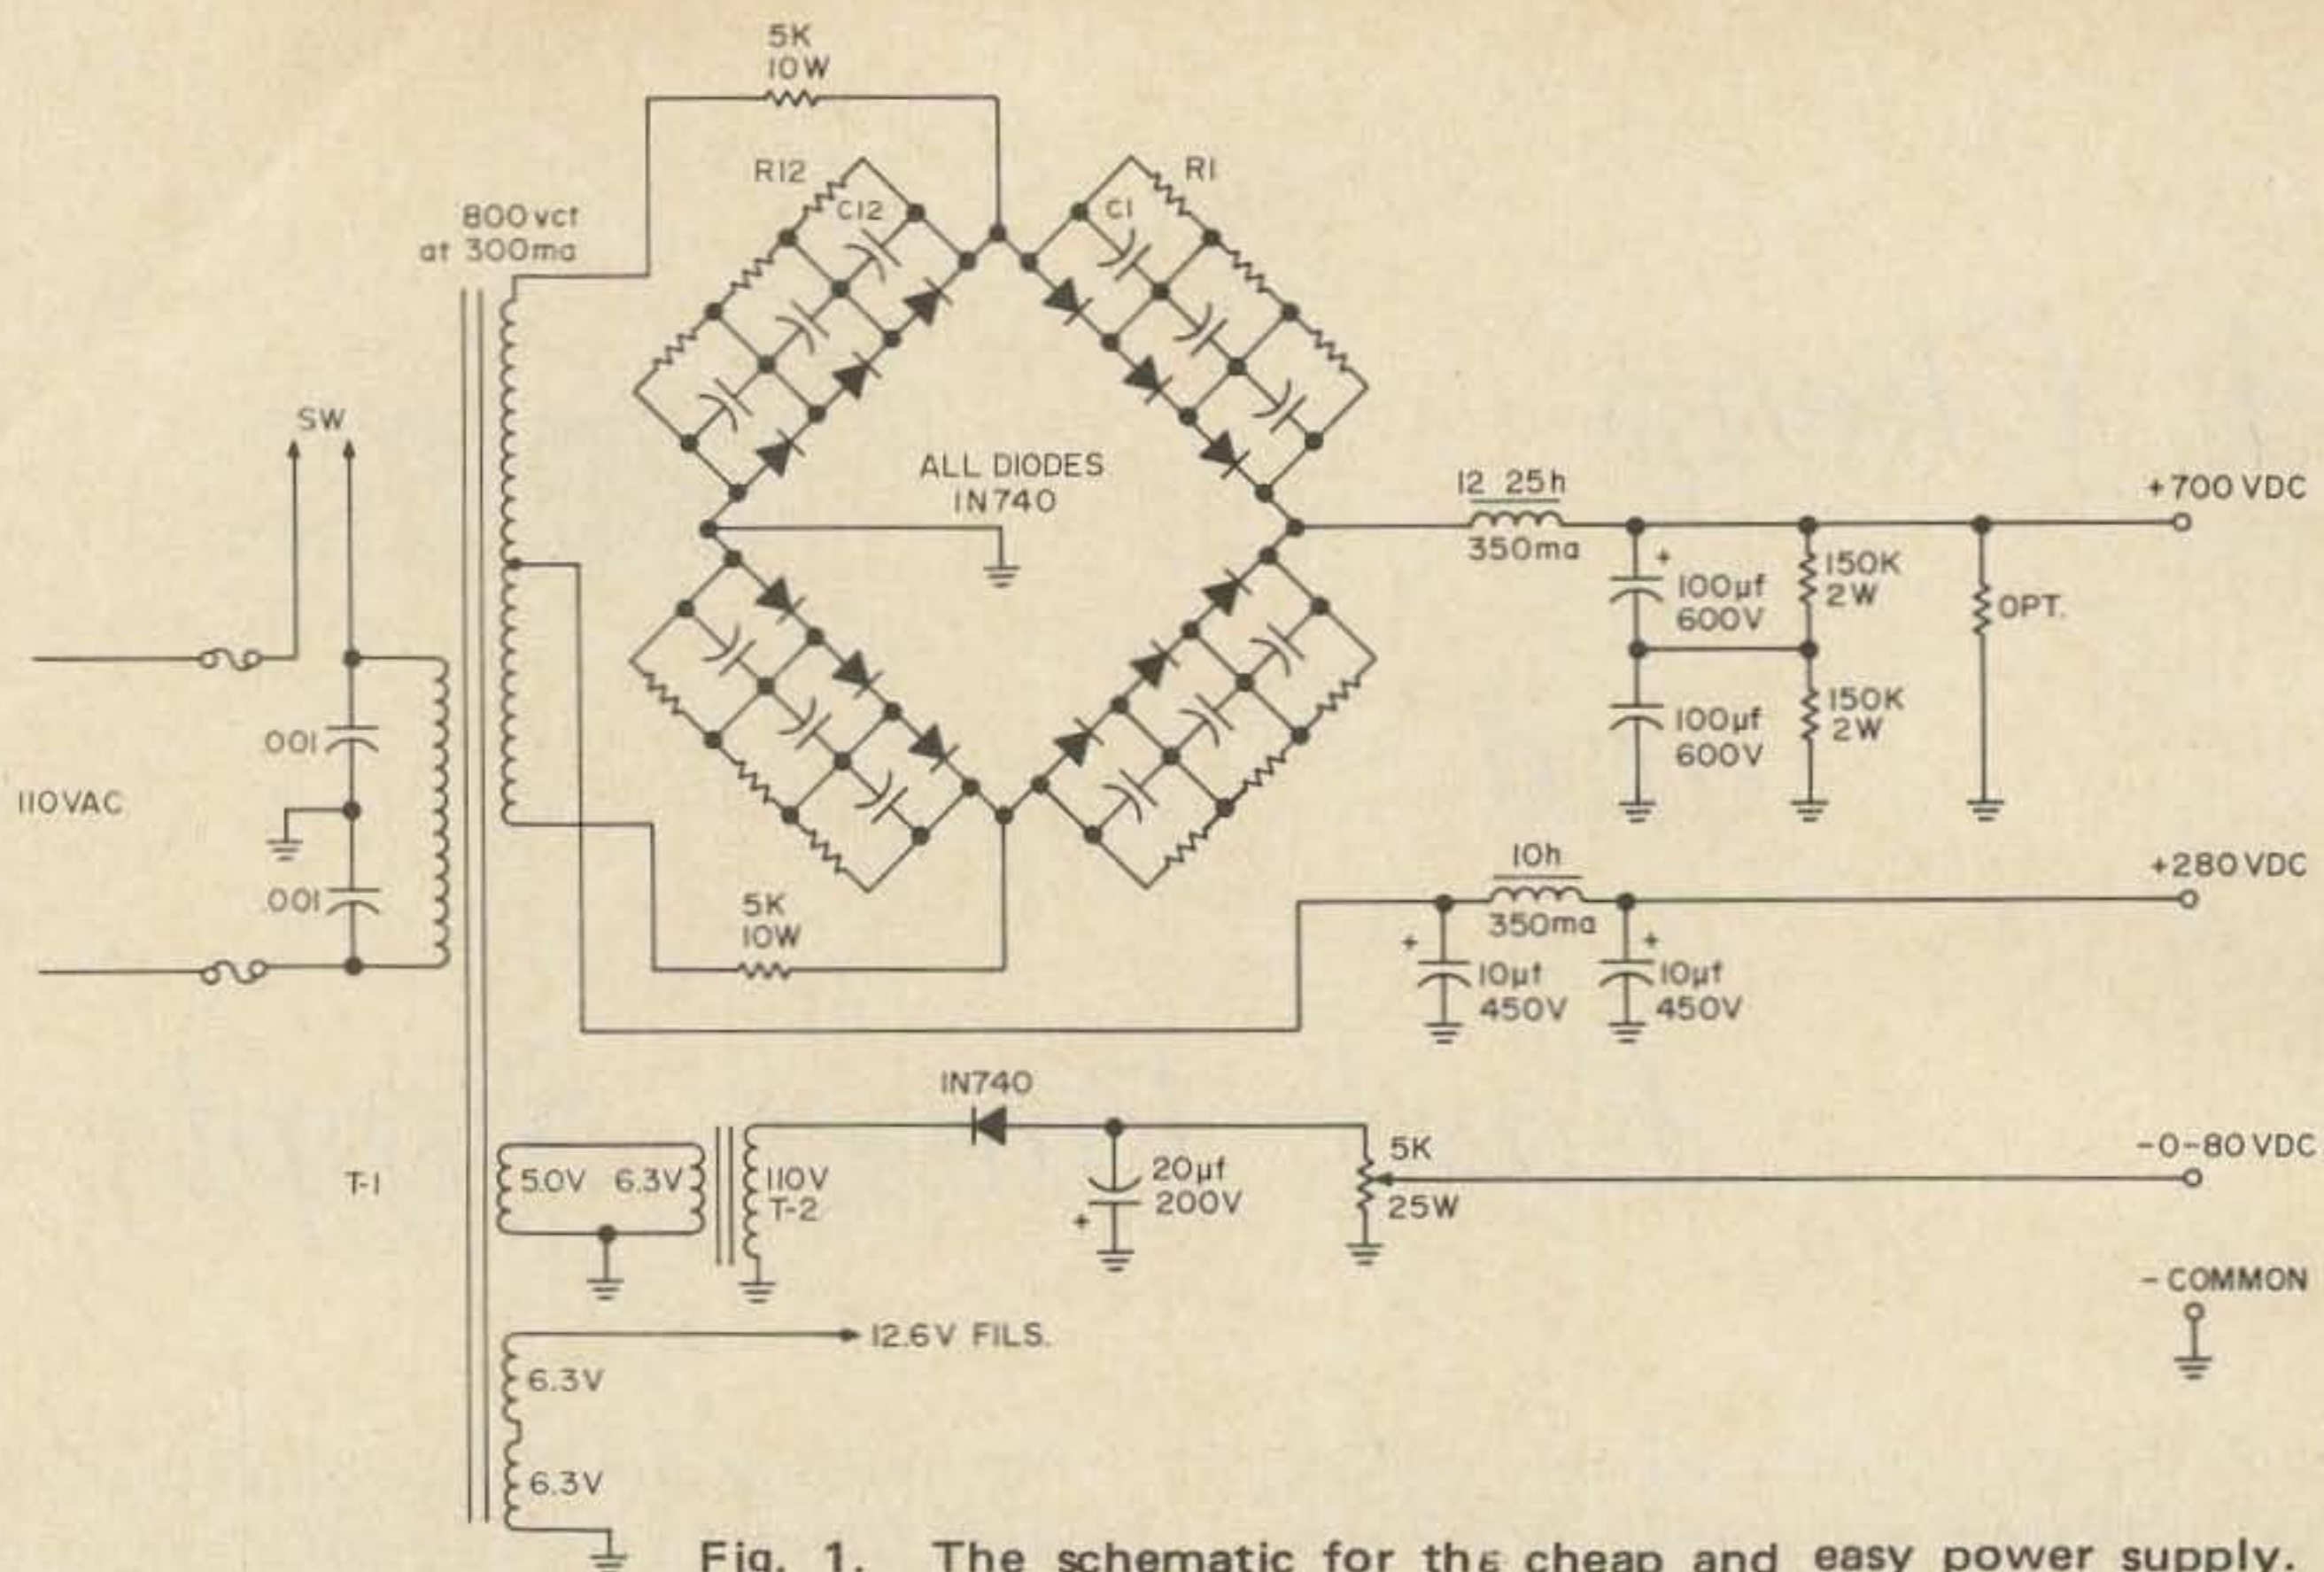 5K
10W
R12
R1
C12
C1
800vct
at 300ma
SW
ALL DIODES
IN740
12 25h
350ma
+700 VDC
+
100µf
600V
150K
2W
OPT.
100µf
600V
150K
2W
.001
110VAC
.001
5K
10W
10h
350ma
+280 VDC
+
10µf
450V
+
10µf
450V
IN740
T-1
5.0V
6.3V
110V
T-2
20µf
200V
+
5K
25W
-0-80 VDC
- COMMON
12.6V FILS.
6.3V
6.3V
Fig. 1. The schematic for the cheap and easy power supply.